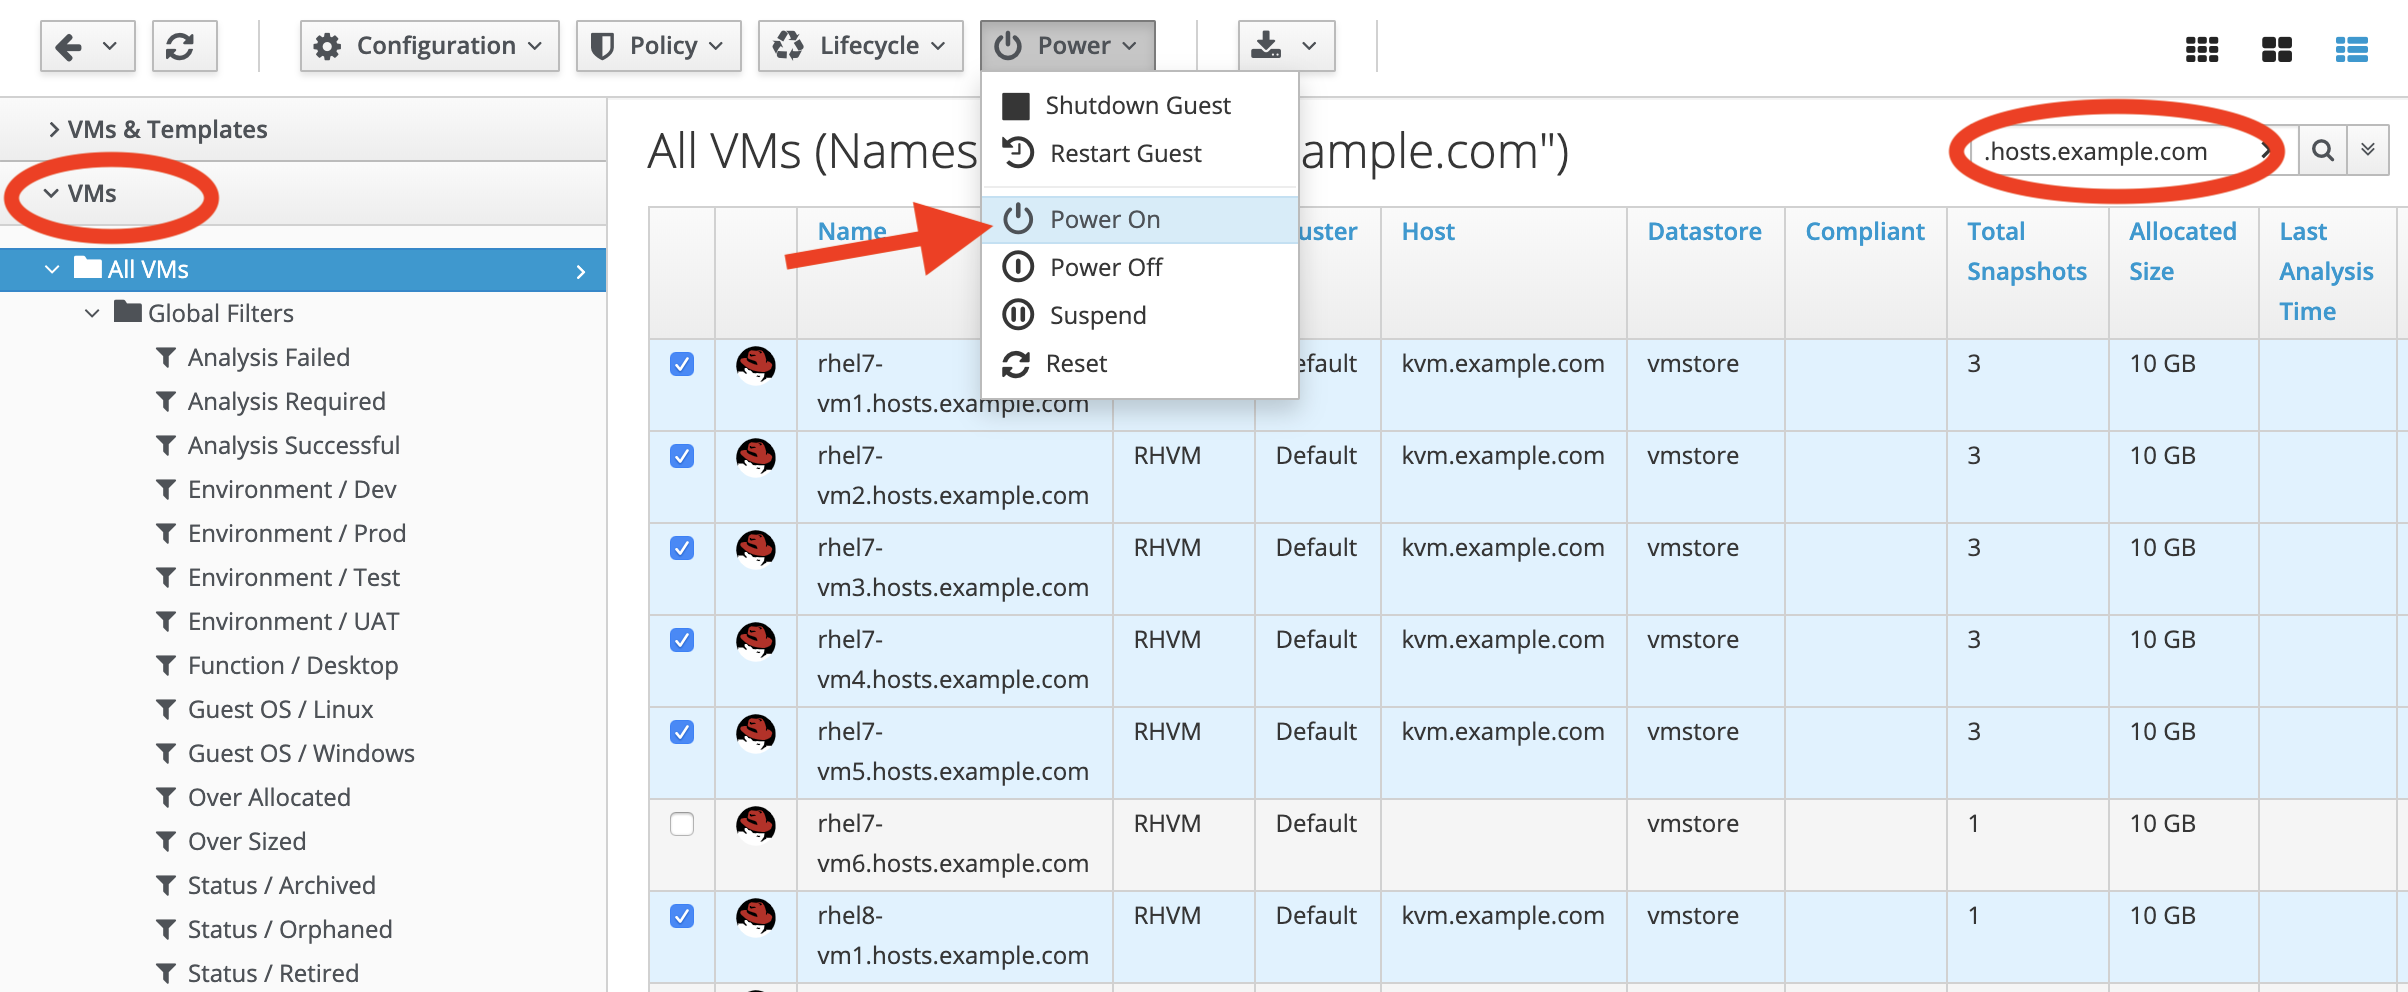 Configuration Policy Lifecycle Power
VMs & Templates
VMs
All VMs
Global Filters
Analysis Failed
Analysis Required
Analysis Successful
Environment / Dev
Environment / Prod
Environment / Test
Environment / UAT
Function / Desktop
Guest OS / Linux
Guest OS / Windows
Over Allocated
Over Sized
Status / Archived
Status / Orphaned
Status / Retired
Shutdown Guest
Restart Guest
Power On
Power Off
Suspend
Reset
All VMs (Names ample.com")
.hosts.example.com
Name uster Host Datastore Compliant Total Allocated Last
Snapshots Size Analysis
Time
rhel7- efault kvm.example.com vmstore 3 10 GB
vm1.hosts.example.com
rhel7- RHVM Default kvm.example.com vmstore 3 10 GB
vm2.hosts.example.com
rhel7- RHVM Default kvm.example.com vmstore 3 10 GB
vm3.hosts.example.com
rhel7- RHVM Default kvm.example.com vmstore 3 10 GB
vm4.hosts.example.com
rhel7- RHVM Default kvm.example.com vmstore 3 10 GB
vm5.hosts.example.com
rhel7- RHVM Default vmstore 1 10 GB
vm6.hosts.example.com
rhel8- RHVM Default kvm.example.com vmstore 1 10 GB
vm1.hosts.example.com